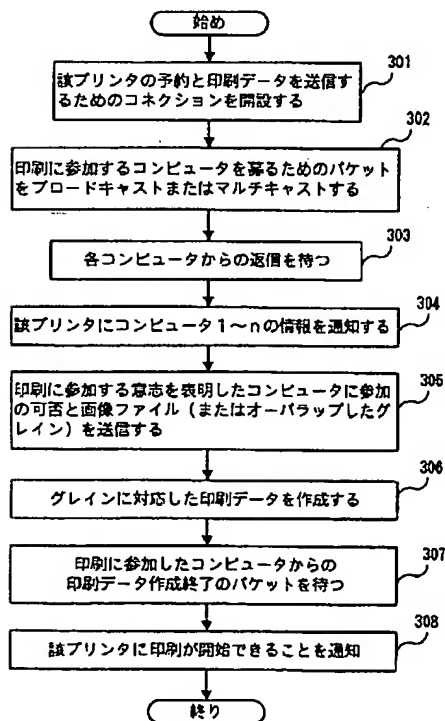 始め
301
該プリンタの予約と印刷データを送信す
るためのコネクションを開設する
302
印刷に参加するコンピュータを募るためのパケット
をブロードキャストまたはマルチキャストする
303
各コンピュータからの返信を待つ
304
該プリンタにコンピュータ1〜nの情報を通知する
305
印刷に参加する意志を表明したコンピュータに参加
の可否と画像ファイル（またはオーバラップしたグ
レイン）を送信する
306
グレインに対応した印刷データを作成する
307
印刷に参加したコンピュータからの
印刷データ作成終了のパケットを待つ
308
該プリンタに印刷が開始できることを通知
終り